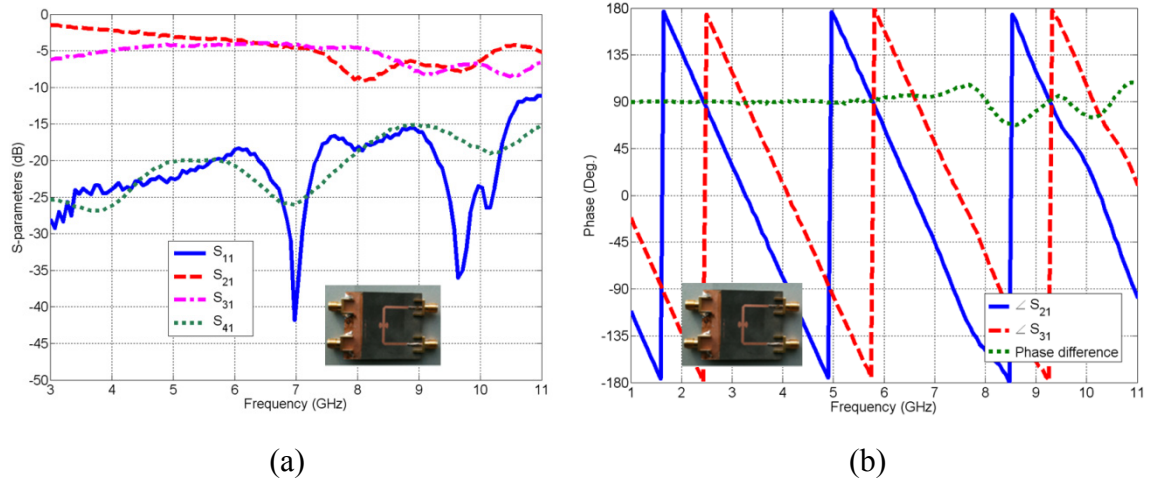 0
-5
-10
-15
-20
-25
-30
-35
-40
-45
-50
S-parameters (dB)
S11
S21
S31
S41
3 4 5 6 7 8 9 10 11
Frequency (GHz)
(a)
180
135
90
45
0
-45
-90
-135
-180
Phase (Deg.)
∠ S21
∠ S31
Phase difference
1 2 3 4 5 6 7 8 9 10 11
Frequency (GHz)
(b)